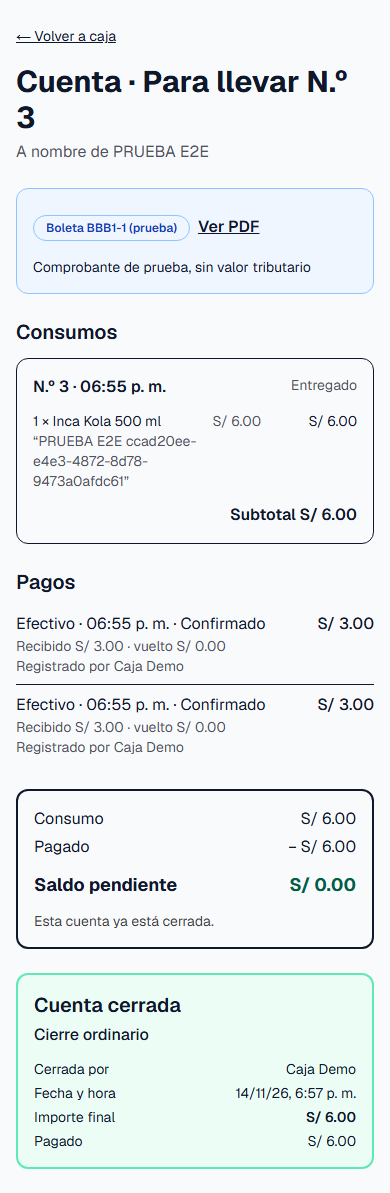 ← Volver a caja
Cuenta · Para llevar N.º
3
A nombre de PRUEBA E2E
Boleta BBB1-1 (prueba) Ver PDF
Comprobante de prueba, sin valor tributario
Consumos
N.º 3 · 06:55 p. m. Entregado
1 × Inca Kola 500 ml S/ 6.00 S/ 6.00
“PRUEBA E2E ccad20ee-
e4e3-4872-8d78-
9473a0afdc61”
Subtotal S/ 6.00
Pagos
Efectivo · 06:55 p. m. · Confirmado S/ 3.00
Recibido S/ 3.00 · vuelto S/ 0.00
Registrado por Caja Demo
Efectivo · 06:55 p. m. · Confirmado S/ 3.00
Recibido S/ 3.00 · vuelto S/ 0.00
Registrado por Caja Demo
Consumo S/ 6.00
Pagado − S/ 6.00
Saldo pendiente S/ 0.00
Esta cuenta ya está cerrada.
Cuenta cerrada
Cierre ordinario
Cerrada por Caja Demo
Fecha y hora 14/11/26, 6:57 p. m.
Importe final S/ 6.00
Pagado S/ 6.00